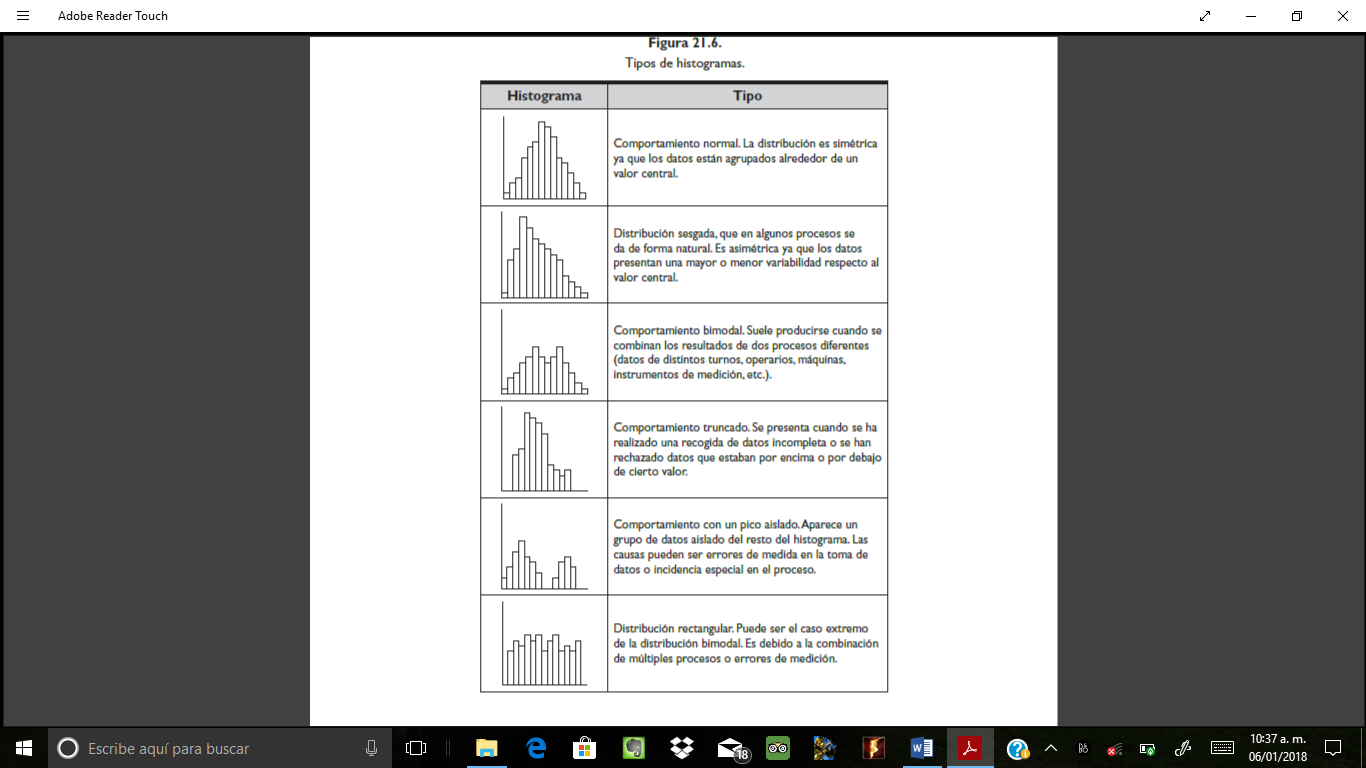 Adobe Reader Touch
Figura 21.6.
Tipos de histogramas.
Histograma
Tipo
Comportamiento normal. La distribución es simétrica
ya que los datos están agrupados alrededor de un
valor central.
Distribución sesgada, que en algunos procesos se
da de forma natural. Es asimétrica ya que los datos
presentan una mayor o menor variabilidad respecto al
valor central.
Comportamiento bimodal. Suele producirse cuando se
combinan los resultados de dos procesos diferentes
(datos de distintos turnos, operarios, máquinas,
instrumentos de medición, etc.).
Comportamiento truncado. Se presenta cuando se ha
realizado una recogida de datos incompleta o se han
rechazado datos que estaban por encima o por debajo
de cierto valor.
Comportamiento con un pico aislado. Aparece un
grupo de datos aislado del resto del histograma. Las
causas pueden ser errores de medida en la toma de
datos o incidencia especial en el proceso.
Distribución rectangular. Puede ser el caso extremo
de la distribución bimodal. Es debido a la combinación
de múltiples procesos o errores de medición.
Escribe aquí para buscar
18
10:37 a. m.
06/01/2018